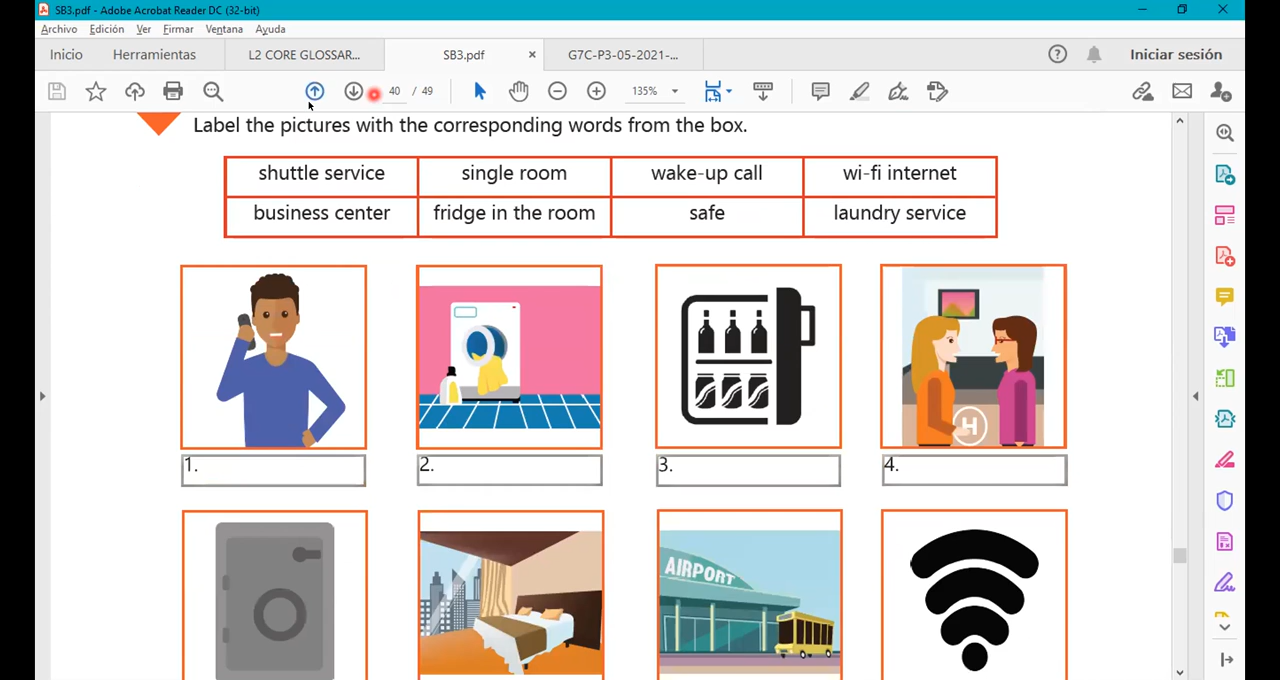 SB3.pdf - Adobe Acrobat Reader DC (32-bit)
Archivo Edición Ver Firmar Ventana Ayuda
Inicio Herramientas L2 CORE GLOSSAR... SB3.pdf × G7C-P3-05-2021-... Iniciar sesión
40 / 49 135%
Label the pictures with the corresponding words from the box.
shuttle service single room wake-up call wi-fi internet
business center fridge in the room safe laundry service
H
1. 2. 3. 4.
AIRPORT